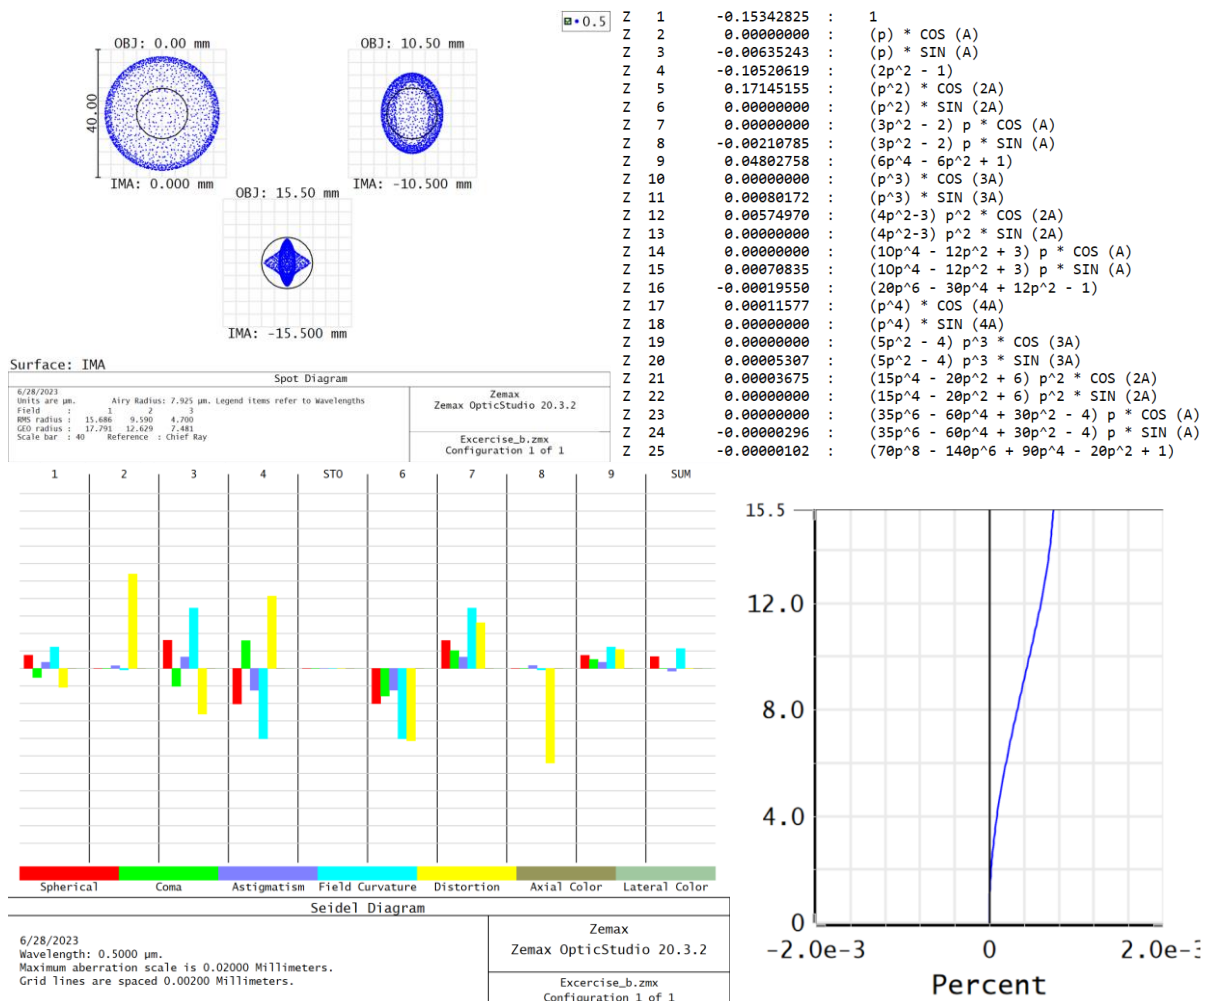 0.5
OBJ: 0.00 mm
OBJ: 10.50 mm
40.00
IMA: 0.000 mm
IMA: -10.500 mm
OBJ: 15.50 mm
IMA: -15.500 mm
Surface: IMA
Spot Diagram
6/28/2023
Units are µm. Airy Radius: 7.925 µm. Legend items refer to Wavelengths
Field : 1 2 3
RMS radius : 15.686 9.590 4.700
GEO radius : 17.791 12.629 7.481
Scale bar : 40 Reference : Chief Ray
Zemax
Zemax OpticStudio 20.3.2
Excercise_b.zmx
Configuration 1 of 1
Z 1 -0.15342825 : 1
Z 2 0.00000000 : (p) * COS (A)
Z 3 -0.00635243 : (p) * SIN (A)
Z 4 -0.10520619 : (2p^2 - 1)
Z 5 0.17145155 : (p^2) * COS (2A)
Z 6 0.00000000 : (p^2) * SIN (2A)
Z 7 0.00000000 : (3p^2 - 2) p * COS (A)
Z 8 -0.00210785 : (3p^2 - 2) p * SIN (A)
Z 9 0.04802758 : (6p^4 - 6p^2 + 1)
Z 10 0.00000000 : (p^3) * COS (3A)
Z 11 0.00080172 : (p^3) * SIN (3A)
Z 12 0.00574970 : (4p^2-3) p^2 * COS (2A)
Z 13 0.00000000 : (4p^2-3) p^2 * SIN (2A)
Z 14 0.00000000 : (10p^4 - 12p^2 + 3) p * COS (A)
Z 15 0.00070835 : (10p^4 - 12p^2 + 3) p * SIN (A)
Z 16 -0.00019550 : (20p^6 - 30p^4 + 12p^2 - 1)
Z 17 0.00011577 : (p^4) * COS (4A)
Z 18 0.00000000 : (p^4) * SIN (4A)
Z 19 0.00000000 : (5p^2 - 4) p^3 * COS (3A)
Z 20 0.00005307 : (5p^2 - 4) p^3 * SIN (3A)
Z 21 0.00003675 : (15p^4 - 20p^2 + 6) p^2 * COS (2A)
Z 22 0.00000000 : (15p^4 - 20p^2 + 6) p^2 * SIN (2A)
Z 23 0.00000000 : (35p^6 - 60p^4 + 30p^2 - 4) p * COS (A)
Z 24 -0.00000296 : (35p^6 - 60p^4 + 30p^2 - 4) p * SIN (A)
Z 25 -0.00000102 : (70p^8 - 140p^6 + 90p^4 - 20p^2 + 1)
1 2 3 4 STO 6 7 8 9 SUM
Spherical Coma Astigmatism Field Curvature Distortion Axial Color Lateral Color
Seidel Diagram
6/28/2023
Wavelength: 0.5000 µm.
Maximum aberration scale is 0.02000 Millimeters.
Grid lines are spaced 0.00200 Millimeters.
Zemax
Zemax OpticStudio 20.3.2
Excercise_b.zmx
Configuration 1 of 1
15.5
12.0
8.0
4.0
0
-2.0e-3 0 2.0e-3
Percent